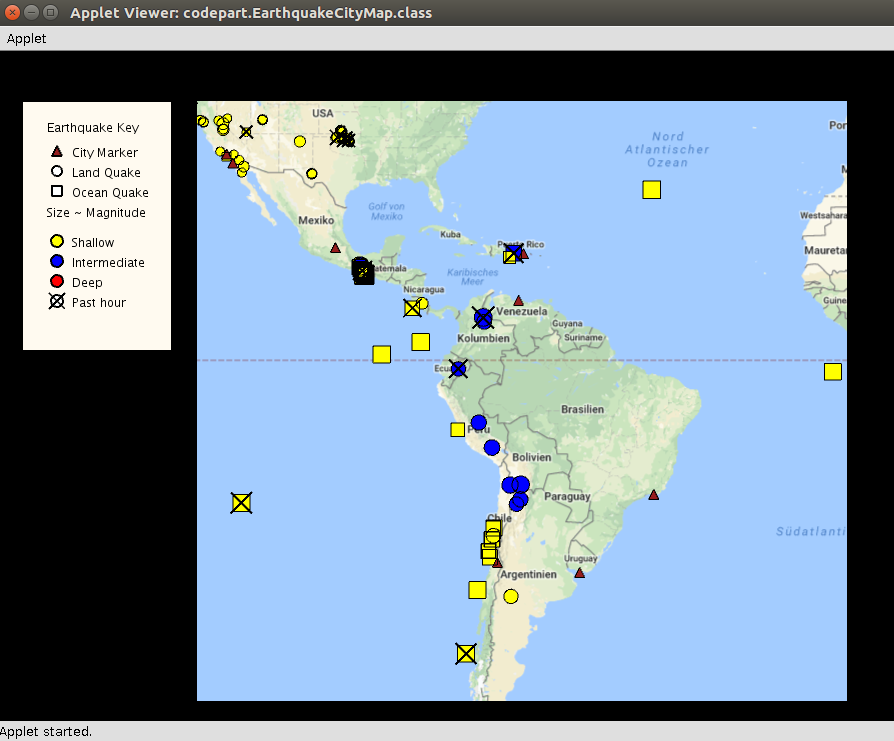 Applet Viewer: codepart.EarthquakeCityMap.class
Applet
Earthquake Key
City Marker
Land Quake
Ocean Quake
Size ~ Magnitude
Shallow
Intermediate
Deep
Past hour
USA
Nord
Atlantischer
Ozean
Por
Golf von
Mexiko
Mexiko
Kuba
Puerto Rico
Westsahara
Mauretan
Karibisches
Meer
Nicaragua
Guine
Venezuela
Guyana
Suriname
Kolumbien
Brasilien
Peru
Bolivien
Paraguay
Chile
Südatlanti
Uruguay
Argentinien
Applet started.